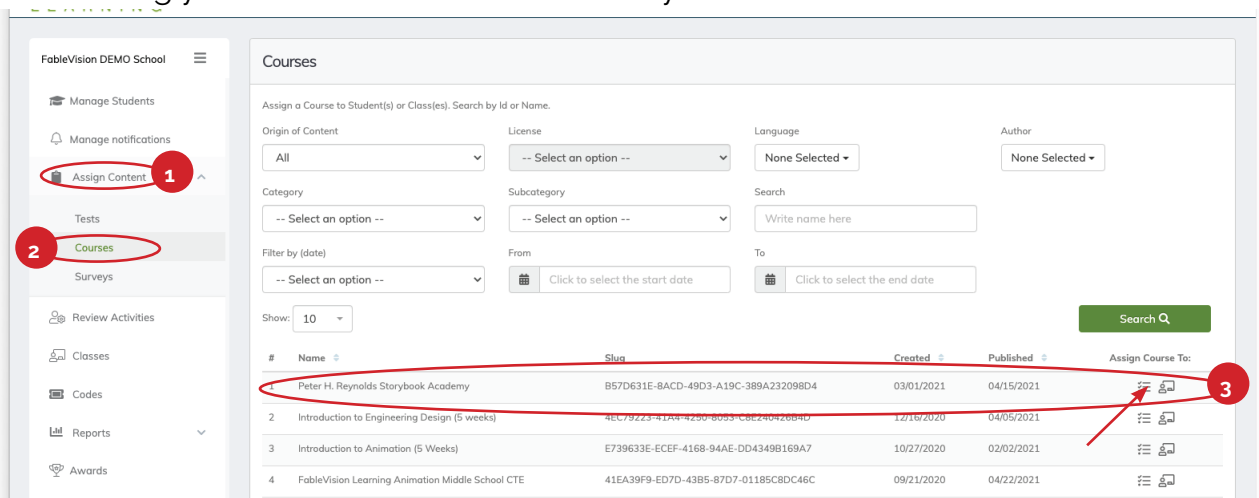 L E A R N I N G
FableVision DEMO School
Manage Students
Manage notifications
Assign Content
1
Tests
2
Courses
Surveys
Review Activities
Classes
Codes
Reports
Awards
Courses
Assign a Course to Student(s) or Class(es). Search by Id or Name.
Origin of Content License Language Author
All -- Select an option -- None Selected None Selected
Category Subcategory Search
-- Select an option -- -- Select an option -- Write name here
Filter by (date) From To
-- Select an option -- Click to select the start date Click to select the end date
Show: 10 Search
# Name Slug Created Published Assign Course To:
1 Peter H. Reynolds Storybook Academy B57D631E-8ACD-49D3-A19C-389A232098D4 03/01/2021 04/15/2021
3
2 Introduction to Engineering Design (5 weeks) 4EC79223-41A4-4250-8053-C8E240426B4D 12/16/2020 04/05/2021
3 Introduction to Animation (5 Weeks) E739633E-ECEF-4168-94AE-DD4349B169A7 10/27/2020 02/02/2021
4 FableVision Learning Animation Middle School CTE 41EA39F9-ED7D-43B5-87D7-01185C8DC46C 09/21/2020 04/22/2021